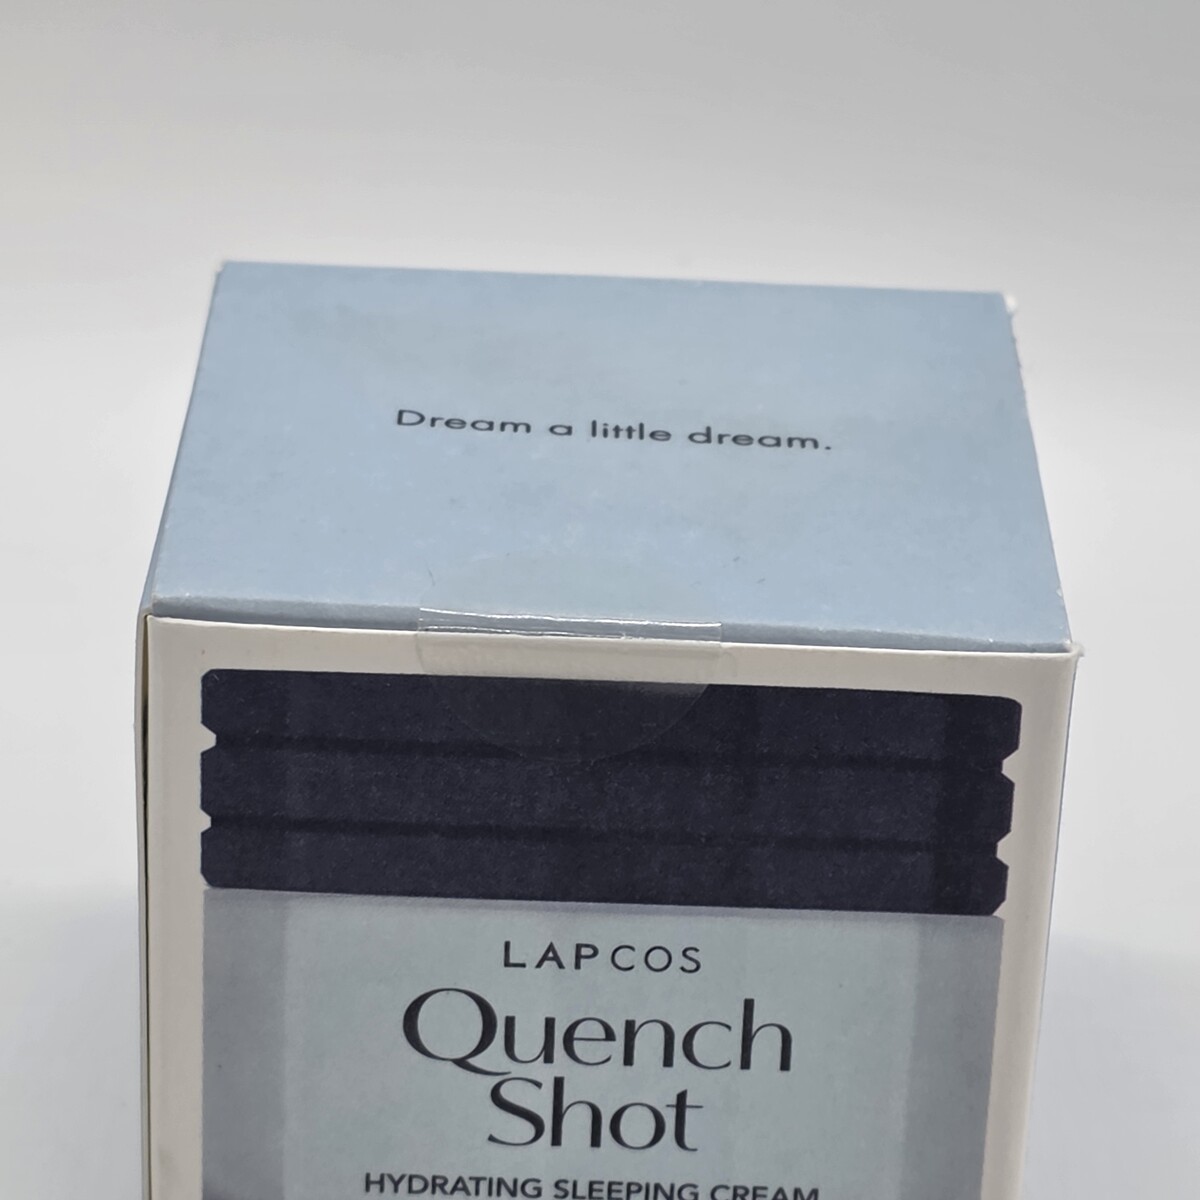 Dream a little dream.
LAPCOS
Quench
Shot
HYDRATING SLEEPING CREAM